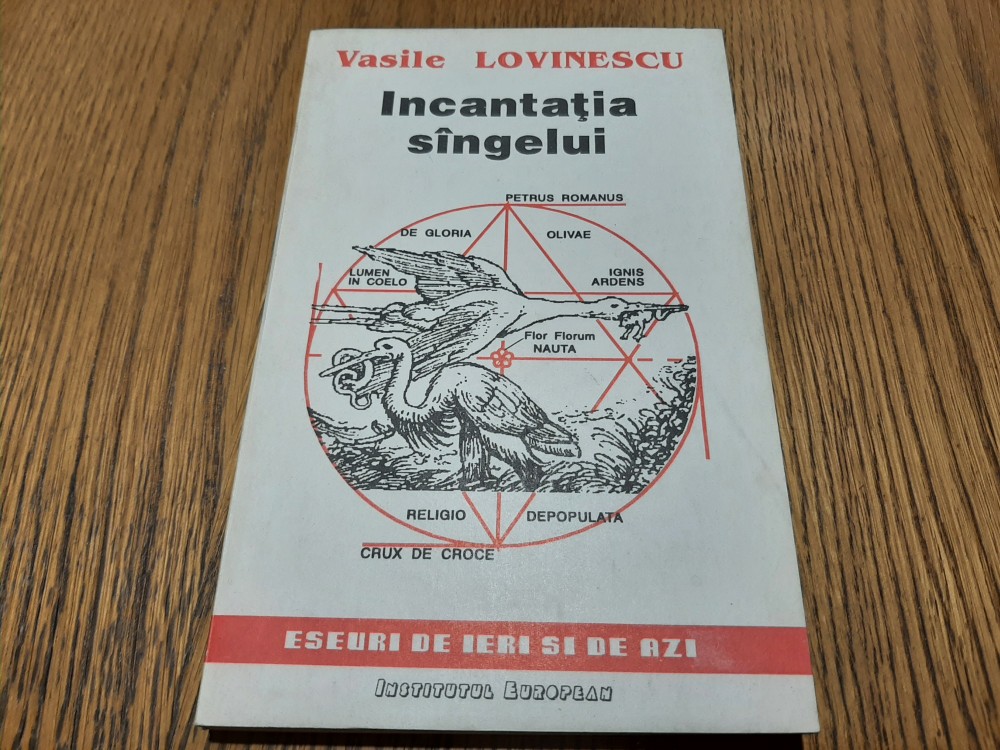 Vasile LOVINESCU
Incantaţia
sîngelui
PETRUS ROMANUS
DE GLORIA OLIVAE
LUMEN
IN COELO
IGNIS
ARDENS
Flor Florum
NAUTA
RELIGIO DEPOPULATA
CRUX DE CROCE
ESEURI DE IERI SI DE AZI
INSTITUTUL EUROPEAN